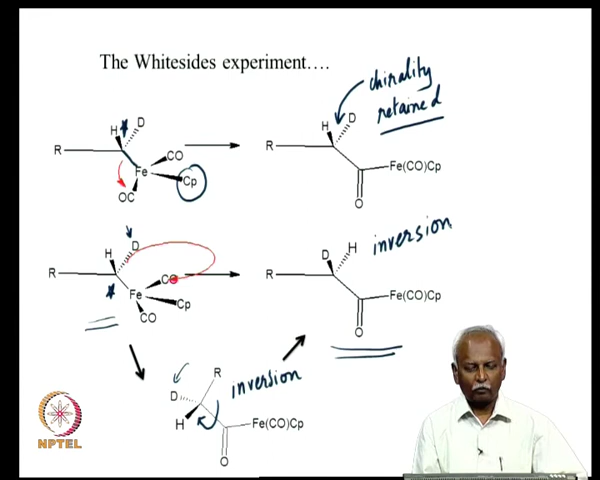 The Whitesides experiment....
chirality
retained
H D
R
Fe
CO
Cp
OC
H D
R
Fe(CO)Cp
O
H D
R
Fe
CO
Cp
CO
D H
inversion
R
Fe(CO)Cp
O
R
D
inversion
H
Fe(CO)Cp
O
NPTEL